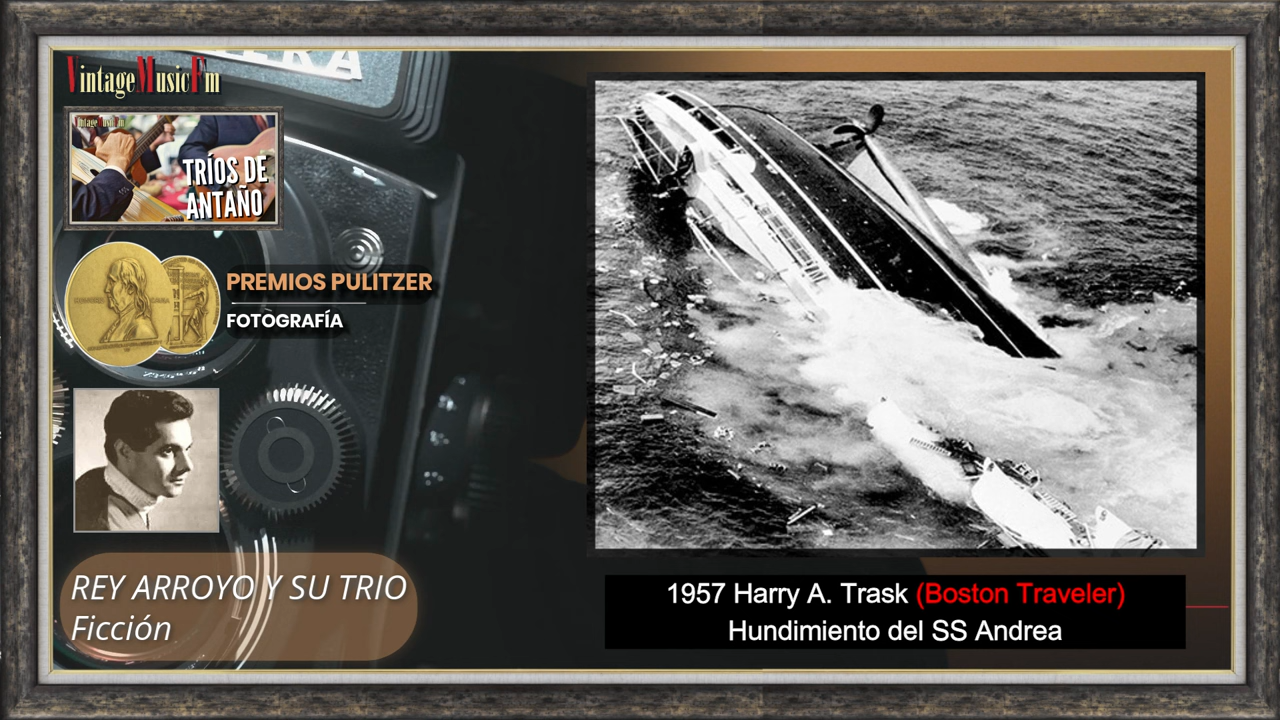 VintageMusicFm
TRÍOS DE
ANTAÑO
PREMIOS PULITZER
FOTOGRAFÍA
REY ARROYO Y SU TRIO
Ficción
1957 Harry A. Trask (Boston Traveler)
Hundimiento del SS Andrea